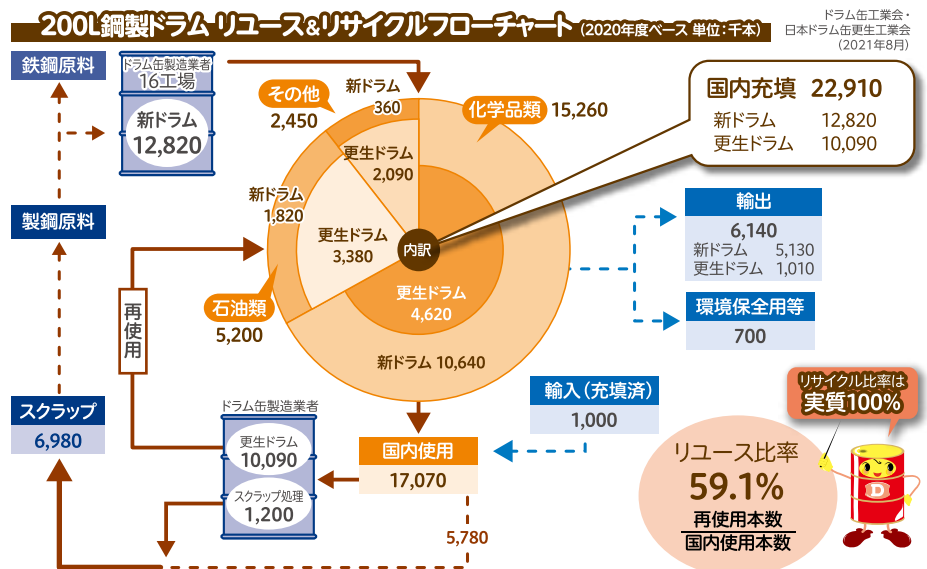 200L鋼製ドラム リユース&リサイクルフローチャート (2020年度ベース 単位:千本)
ドラム缶工業会・
日本ドラム缶更生工業会
(2021年8月)
鉄鋼原料
ドラム缶製造業者
16工場
新ドラム
12,820
その他
2,450
新ドラム
360
化学品類
15,260
国内充填 22,910
新ドラム 12,820
更生ドラム 10,090
更生ドラム
2,090
新ドラム
1,820
更生ドラム
3,380
内訳
製鋼原料
輸出
6,140
新ドラム 5,130
更生ドラム 1,010
更生ドラム
4,620
石油類
5,200
環境保全用等
700
再使用
新ドラム 10,640
スクラップ
6,980
ドラム缶製造業者
更生ドラム
10,090
スクラップ処理
1,200
国内使用
17,070
輸入(充填済)
1,000
5,780
リサイクル比率は
実質100%
リユース比率
59.1%
再使用本数
国内使用本数
D